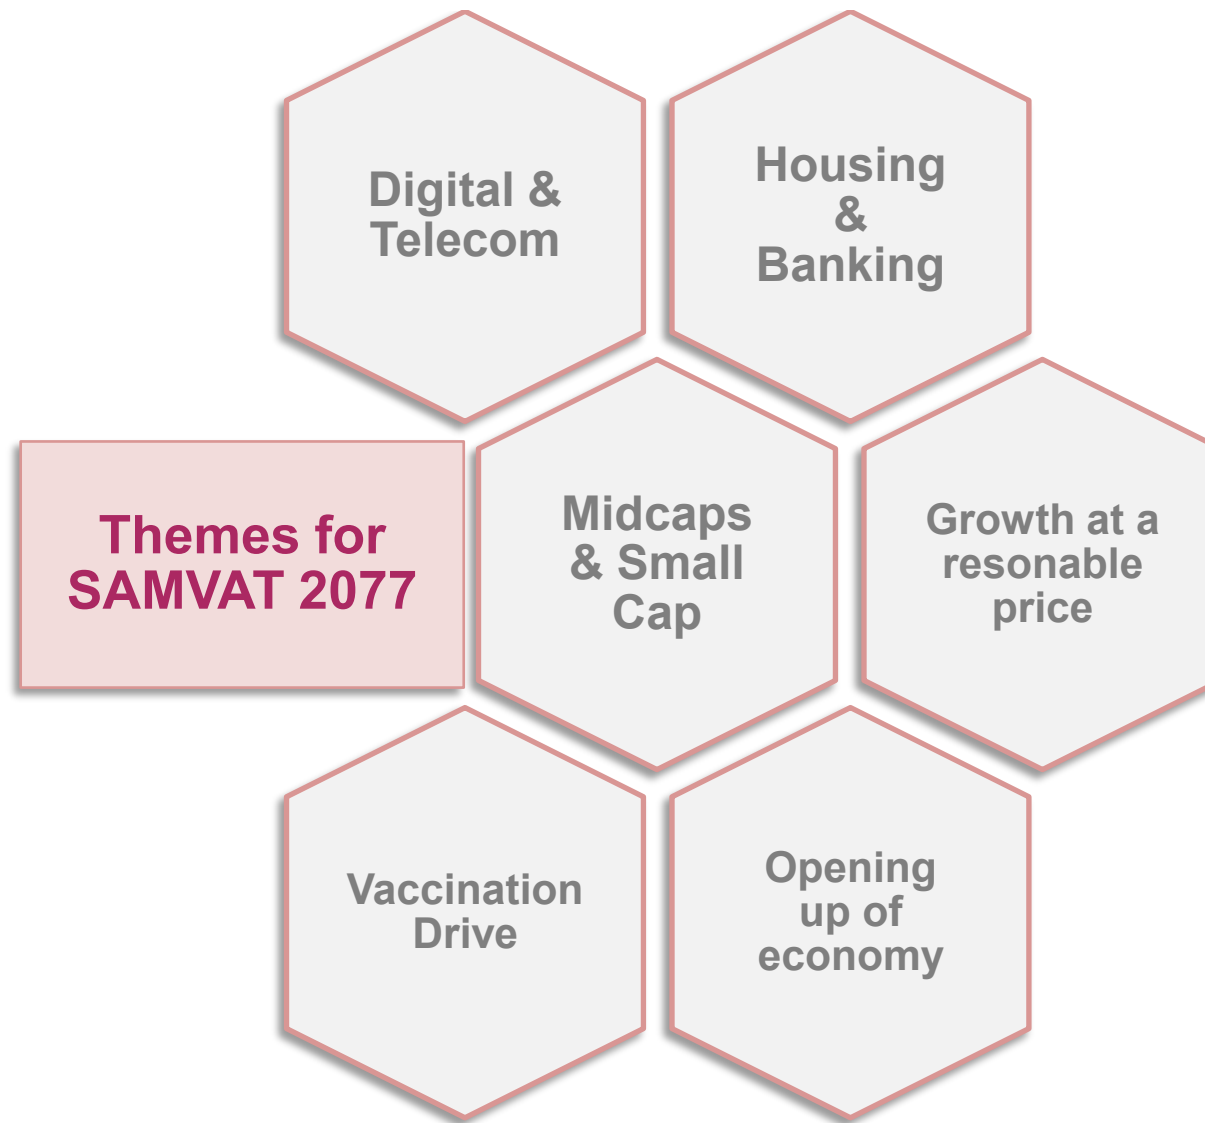 Digital &
Telecom
Housing
&
Banking
Themes for
SAMVAT 2077
Midcaps
& Small
Cap
Growth at a
resonable
price
Vaccination
Drive
Opening
up of
economy